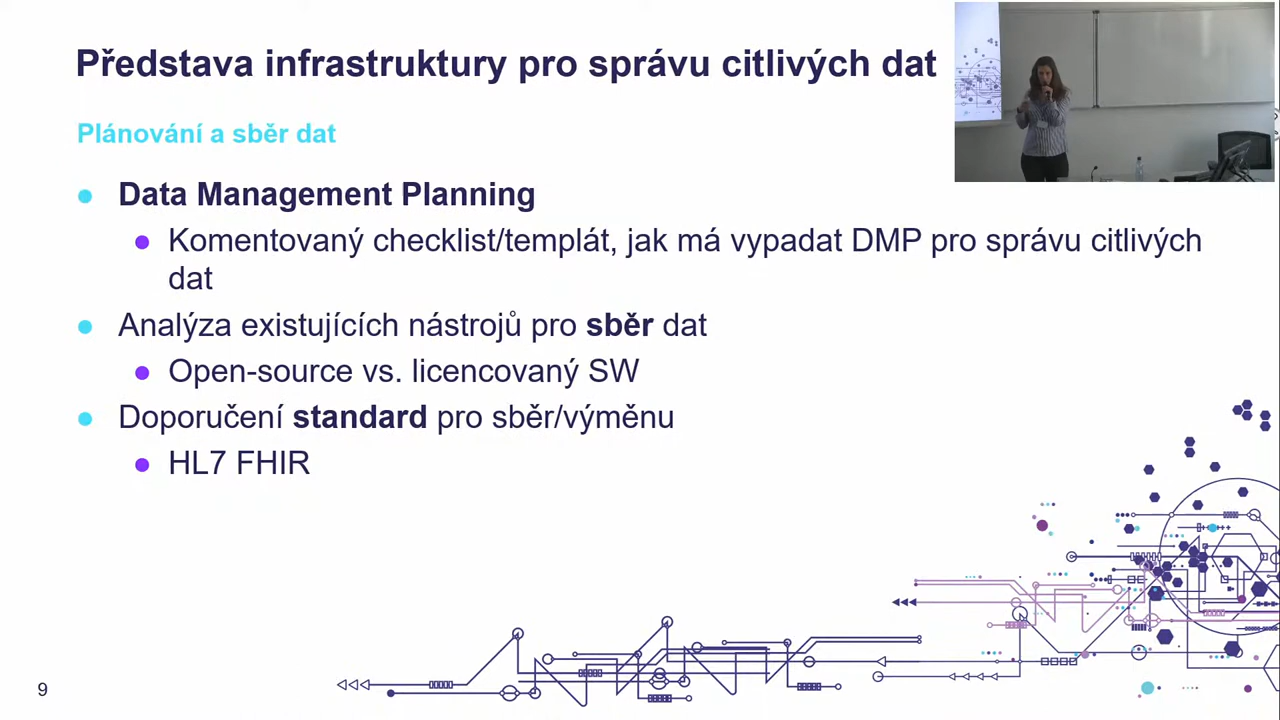 Představa infrastruktury pro správu citlivých dat
Plánování a sběr dat
Data Management Planning
Komentovaný checklist/templát, jak má vypadat DMP pro správu citlivých
dat
Analýza existujících nástrojů pro sběr dat
Open-source vs. licencovaný SW
Doporučení standard pro sběr/výměnu
HL7 FHIR
9